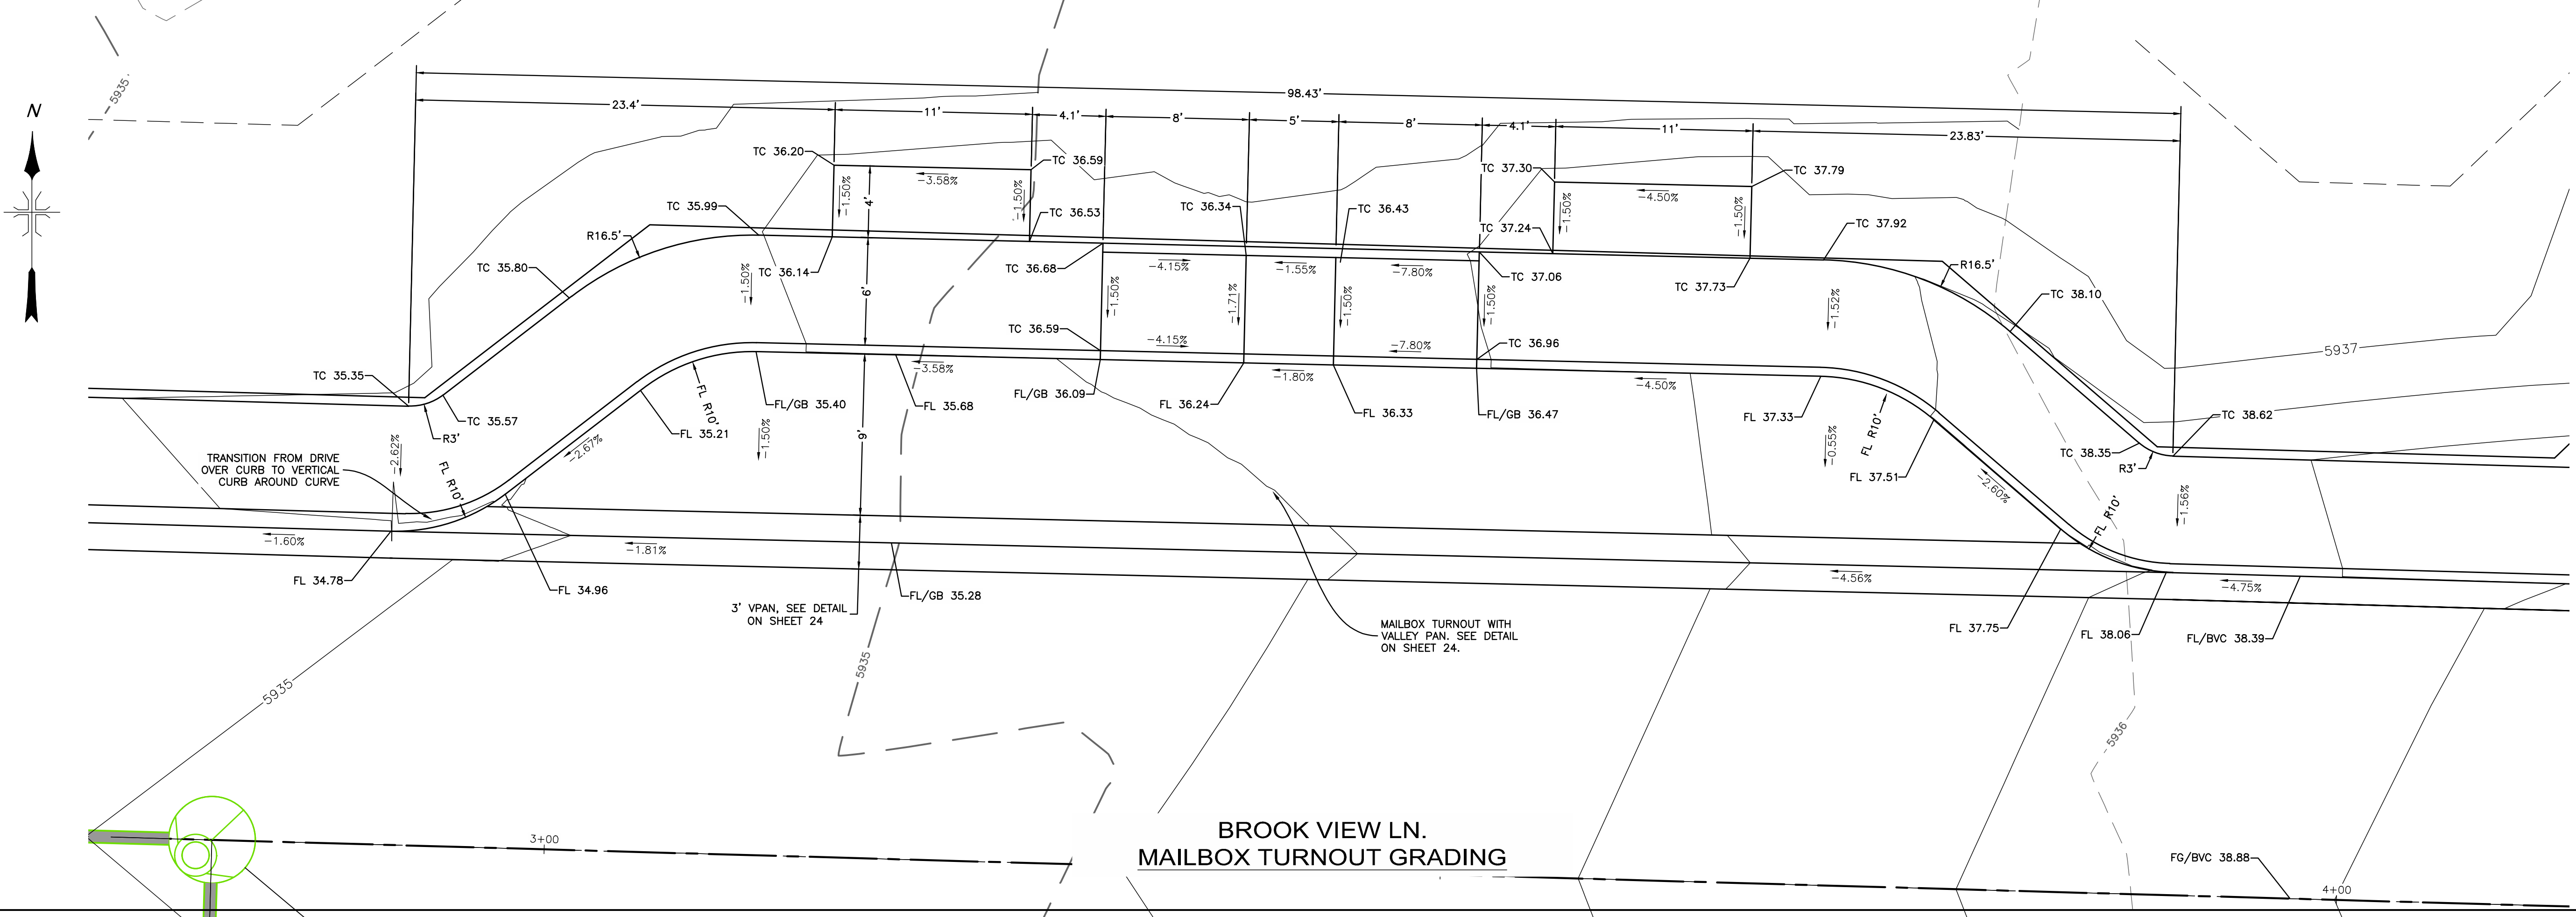 5935
N
98.43'
23.4'
11'
4.1'
8'
5'
8'
4.1'
11'
23.83'
TC 36.20
TC 36.59
-3.58%
-1.50%
4'
-1.50%
TC 37.30
TC 37.79
-4.50%
-1.50%
-1.50%
TC 35.99
TC 36.53
TC 36.34
TC 36.43
TC 37.24
TC 37.92
R16.5'
TC 35.80
TC 36.14
TC 36.68
-4.15%
-1.55%
-7.80%
TC 37.06
TC 37.73
R16.5'
TC 38.10
-1.50%
6'
-1.50%
-1.71%
-1.50%
-1.50%
-1.52%
TC 36.59
-4.15%
-7.80%
TC 36.96
5937
TC 35.35
-3.58%
-1.80%
-4.50%
TC 35.57
R3'
FL R10'
FL/GB 35.40
FL 35.68
FL/GB 36.09
FL 36.24
FL 36.33
FL/GB 36.47
FL 37.33
FL R10'
TC 38.62
FL 35.21
-1.50%
9'
-0.55%
TC 38.35
R3'
-2.62%
-2.67%
TRANSITION FROM DRIVE
OVER CURB TO VERTICAL
CURB AROUND CURVE
FL R10'
FL 37.51
-2.60%
FL R10'
-1.56%
-1.60%
-1.81%
-4.56%
-4.75%
FL 34.78
FL 34.96
FL/GB 35.28
3' VPAN, SEE DETAIL
ON SHEET 24
MAILBOX TURNOUT WITH
VALLEY PAN. SEE DETAIL
ON SHEET 24.
FL 37.75
FL 38.06
FL/BVC 38.39
5935
5935
5936
3+00
BROOK VIEW LN.
MAILBOX TURNOUT GRADING
FG/BVC 38.88
4+00